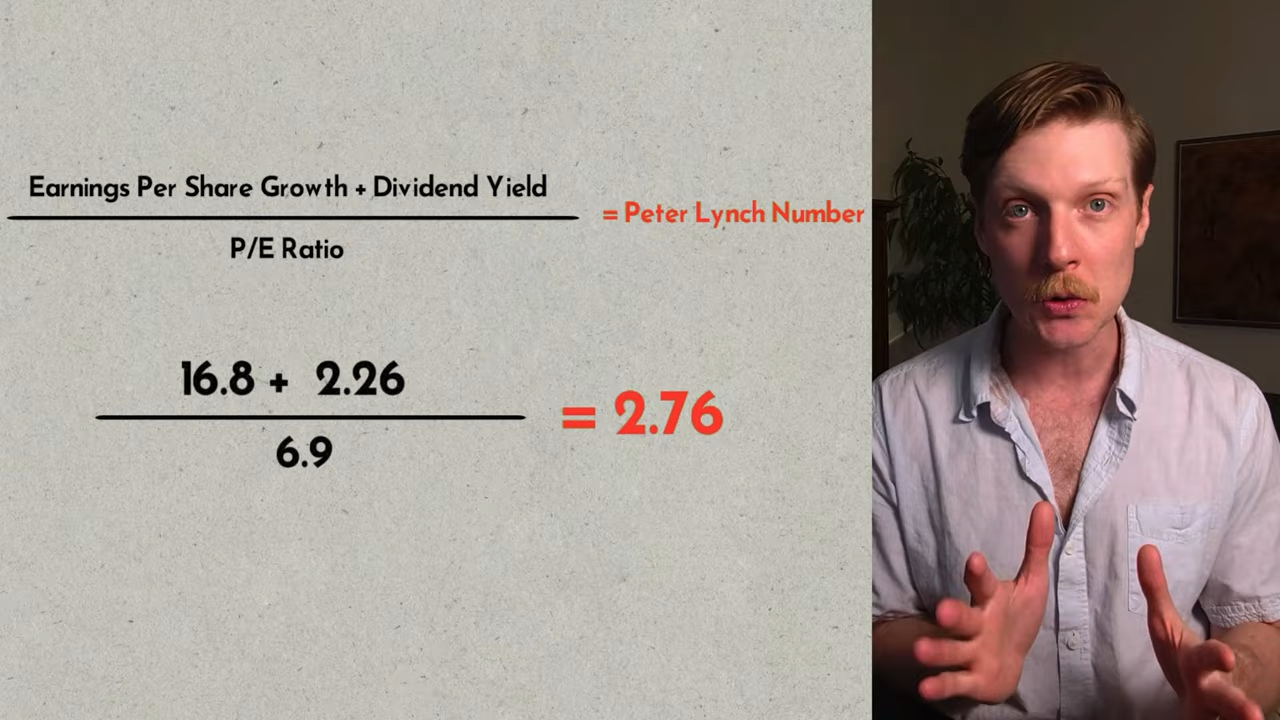 Earnings Per Share Growth + Dividend Yield
= Peter Lynch Number
P/E Ratio
16.8 + 2.26
= 2.76
6.9